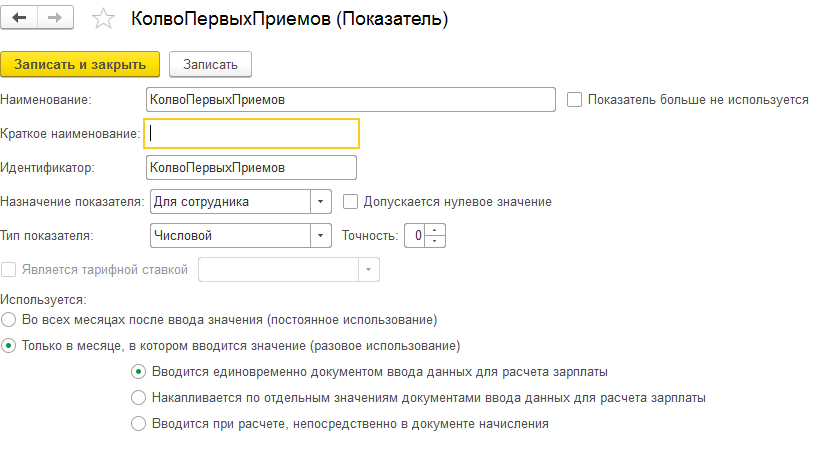 КолвоПервыхПриемов (Показатель)
Записать и закрыть Записать
Наименование: КолвоПервыхПриемов Показатель больше не используется
Краткое наименование:
Идентификатор: КолвоПервыхПриемов
Назначение показателя: Для сотрудника Допускается нулевое значение
Тип показателя: Числовой Точность: 0
Является тарифной ставкой
Используется:
Во всех месяцах после ввода значения (постоянное использование)
Только в месяце, в котором вводится значение (разовое использование)
Вводится единовременно документом ввода данных для расчета зарплаты
Накапливается по отдельным значениям документами ввода данных для расчета зарплаты
Вводится при расчете, непосредственно в документе начисления